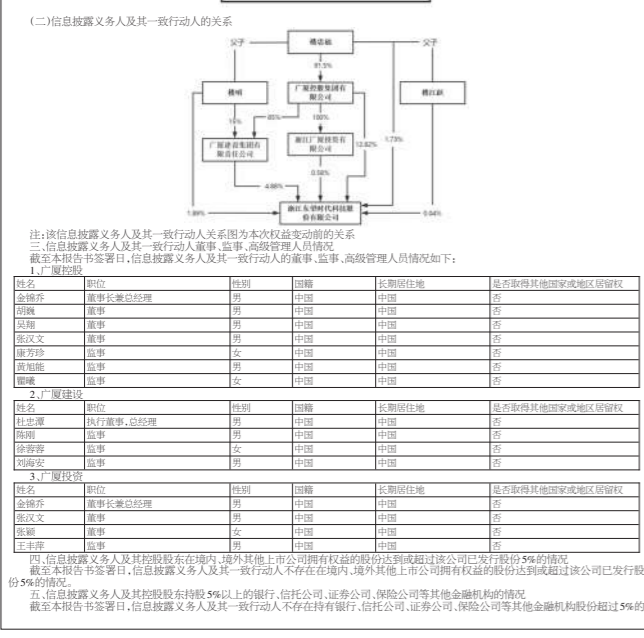 (二)信息披露义务人及其一致行动人的关系
父子
楼忠福
父子
91.5%
楼明
广厦控股集团有
限公司
楼江跃
15%
85%
100%
广厦建设集团有
限责任公司
浙江广厦投资有
限公司
1.73%
4.66%
浙江东望时代科技股
份有限公司
注:该信息披露义务人及其一致行动人关系图为本次权益变动前的关系
三、信息披露义务人及其一致行动人董事、监事、高级管理人员情况
截至本报告书签署日,信息披露义务人及其一致行动人的董事、监事、高级管理人员情况如下:
1、广厦控股
姓名 职位 性别 国籍 长期居住地 是否取得其他国家或地区居留权
金锦乔 董事长兼总经理 男 中国 中国 否
胡巍 董事 男 中国 中国 否
吴翔 董事 男 中国 中国 否
张汉文 董事 男 中国 中国 否
康芳珍 监事 女 中国 中国 否
黄旭能 监事 男 中国 中国 否
瞿曦 监事 女 中国 中国 否
2、广厦建设
姓名 职位 性别 国籍 长期居住地 是否取得其他国家或地区居留权
杜忠潭 执行董事,总经理 男 中国 中国 否
陈刚 监事 男 中国 中国 否
徐蓉蓉 监事 女 中国 中国 否
刘海安 监事 男 中国 中国 否
3、广厦投资
姓名 职位 性别 国籍 长期居住地 是否取得其他国家或地区居留权
金锦乔 董事长兼总经理 男 中国 中国 否
张汉文 董事 男 中国 中国 否
张颖 董事 女 中国 中国 否
王丰萍 监事 男 中国 中国 否
四、信息披露义务人及其控股股东在境内、境外其他上市公司拥有权益的股份达到或超过该公司已发行股份5%的情况
截至本报告书签署日,信息披露义务人及其一致行动人不存在在境内、境外其他上市公司拥有权益的股份达到或超过该公司已发行股
份5%的情况。
五、信息披露义务人及其控股股东持股5%以上的银行、信托公司、证券公司、保险公司等其他金融机构的情况
截至本报告书签署日,信息披露义务人及其一致行动人不存在持有银行、信托公司、证券公司、保险公司等其他金融机构股份超过5%的